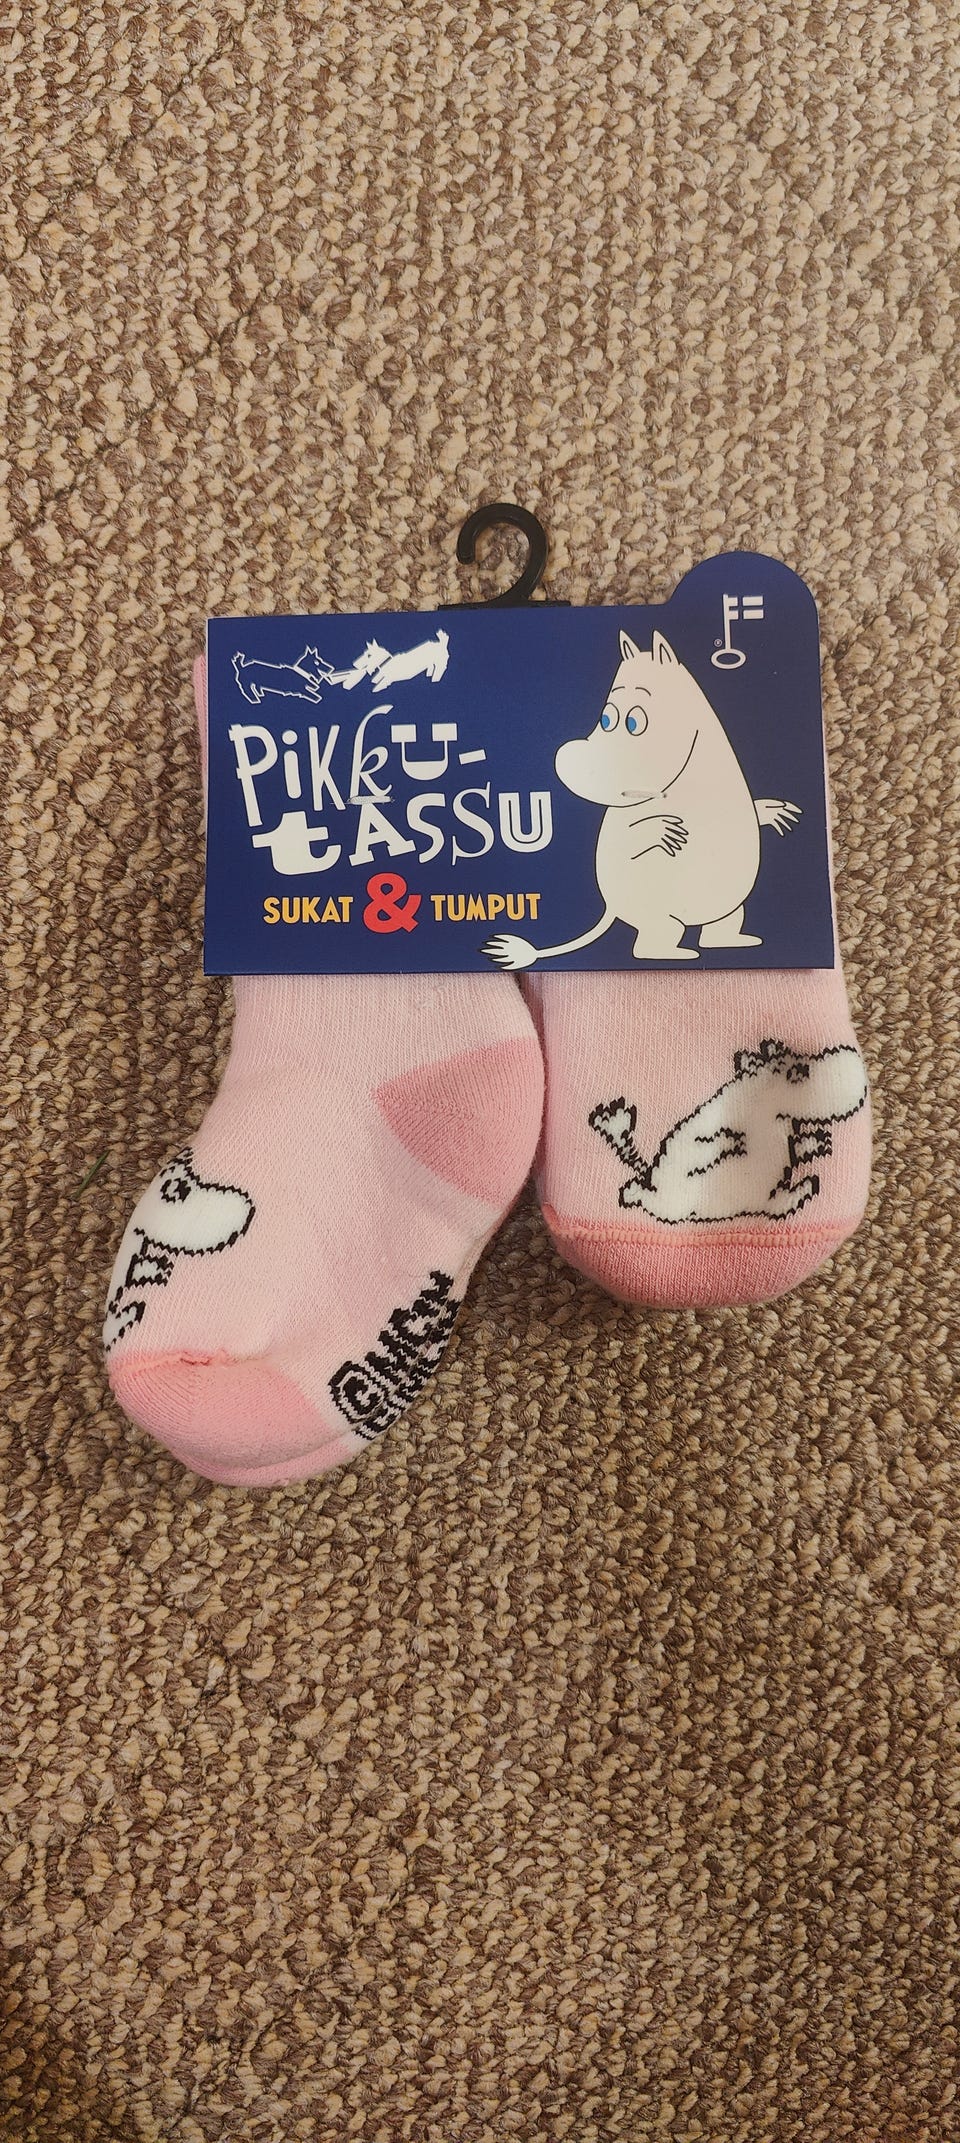 PiKkU-
tASSU
SUKAT & TUMPUT
®